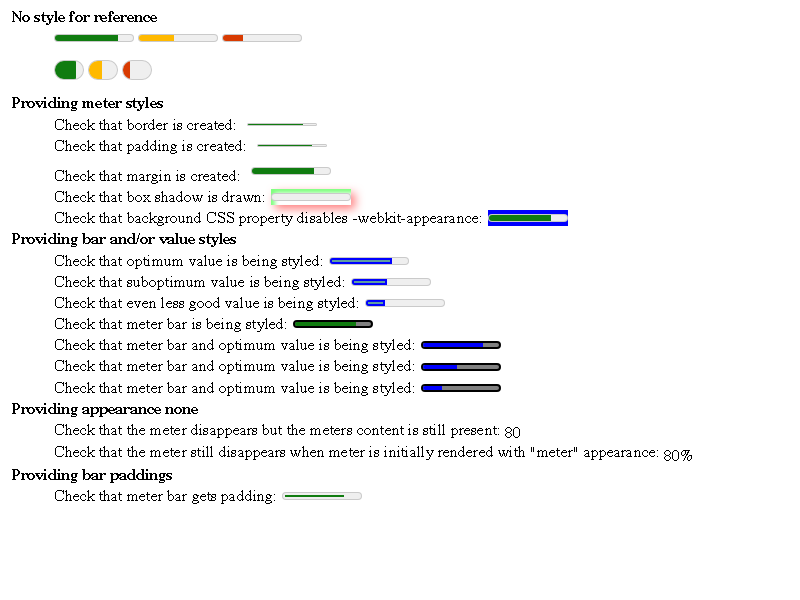 No style for reference
Providing meter styles
Check that border is created:
Check that padding is created:
Check that margin is created:
Check that box shadow is drawn:
Check that background CSS property disables -webkit-appearance:
Providing bar and/or value styles
Check that optimum value is being styled:
Check that suboptimum value is being styled:
Check that even less good value is being styled:
Check that meter bar is being styled:
Check that meter bar and optimum value is being styled:
Check that meter bar and optimum value is being styled:
Check that meter bar and optimum value is being styled:
Providing appearance none
Check that the meter disappears but the meters content is still present: 80
Check that the meter still disappears when meter is initially rendered with "meter" appearance: 80%
Providing bar paddings
Check that meter bar gets padding: